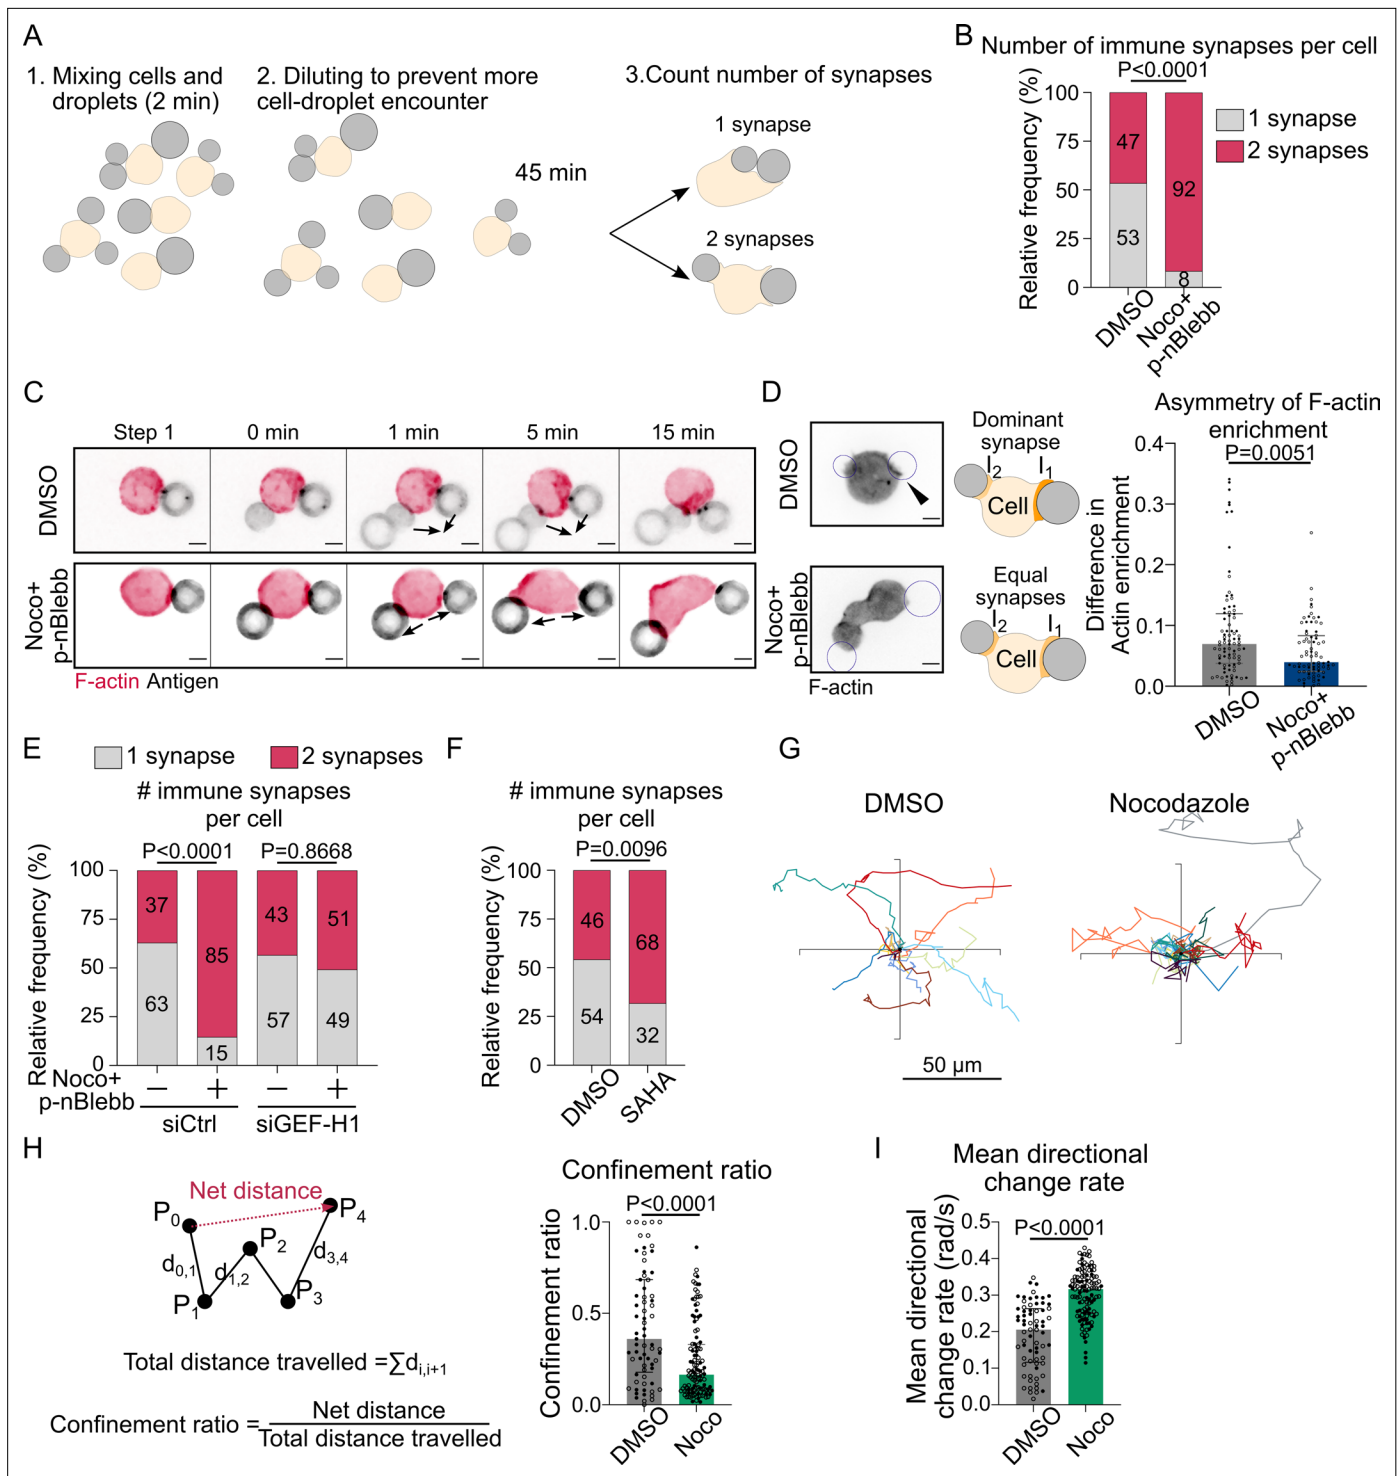 A
1. Mixing cells and
droplets (2 min)
2. Diluting to prevent more
cell-droplet encounter
45 min
3.Count number of synapses
1 synapse
2 synapses
B
Number of immune synapses per cell
P<0.0001
Relative frequency (%)
100
75
50
25
0
47
53
92
8
DMSO
Noco+
p-nBlebb
1 synapse
2 synapses
C
Step 1
0 min
1 min
5 min
15 min
DMSO
Noco+
p-nBlebb
F-actin Antigen
D
DMSO
Noco+
p-nBlebb
F-actin
Dominant
synapse
I2
I1
Cell
Equal
synapses
I2
I1
Cell
Asymmetry of F-actin
enrichment
P=0.0051
Difference in
Actin enrichment
0.4
0.3
0.2
0.1
0.0
DMSO
Noco+
p-nBlebb
E
1 synapse
2 synapses
# immune synapses
per cell
P<0.0001
P=0.8668
Relative frequency (%)
100
75
50
25
0
37
63
85
15
43
57
51
49
Noco+
p-nBlebb
− + − +
siCtrl
siGEF-H1
F
# immune synapses
per cell
P=0.0096
Relative frequency (%)
100
75
50
25
0
46
54
68
32
DMSO
SAHA
G
DMSO
Nocodazole
50 µm
H
Net distance
P0
P1
P2
P3
P4
d0,1
d1,2
d3,4
Total distance travelled =∑di,i+1
Confinement ratio = Net distance
Total distance travelled
Confinement ratio
P<0.0001
Confinement ratio
1.0
0.5
0.0
DMSO
Noco
I
Mean directional
change rate
P<0.0001
Mean directional
change rate (rad/s)
0.5
0.4
0.3
0.2
0.1
0.0
DMSO
Noco